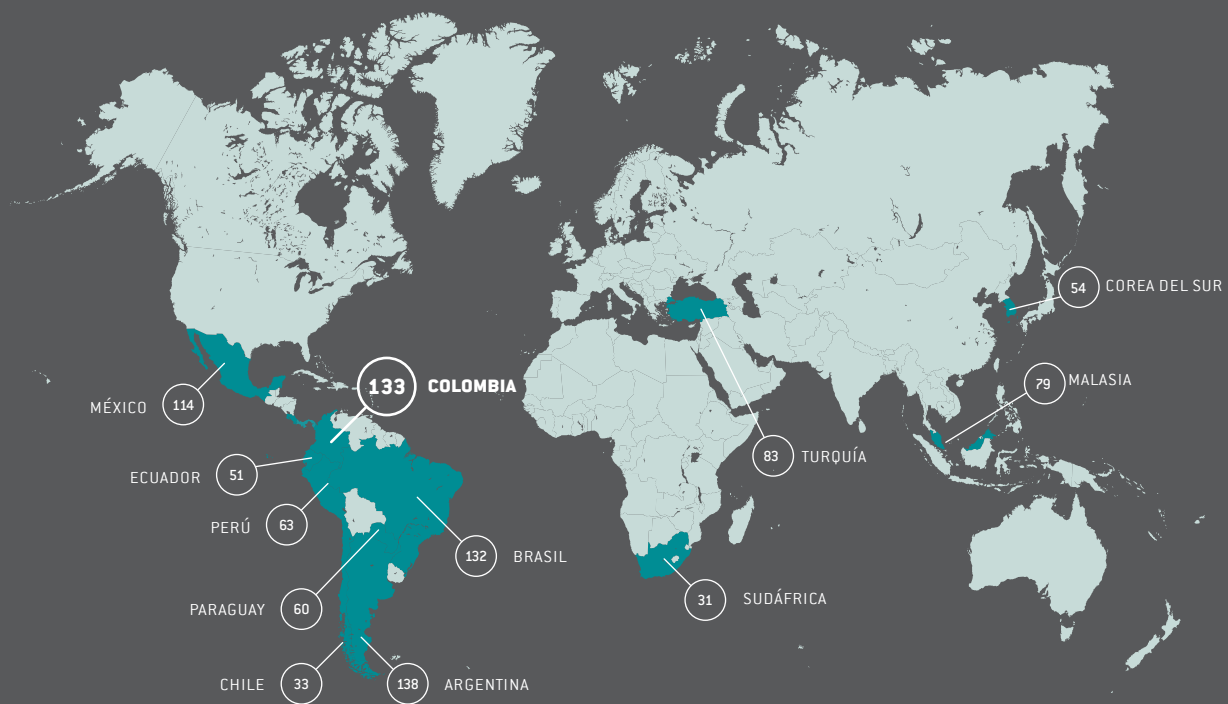 54 COREA DEL SUR
133 COLOMBIA
79 MALASIA
MÉXICO 114
83 TURQUÍA
ECUADOR 51
PERÚ 63
132 BRASIL
31 SUDÁFRICA
PARAGUAY 60
CHILE 33
138 ARGENTINA